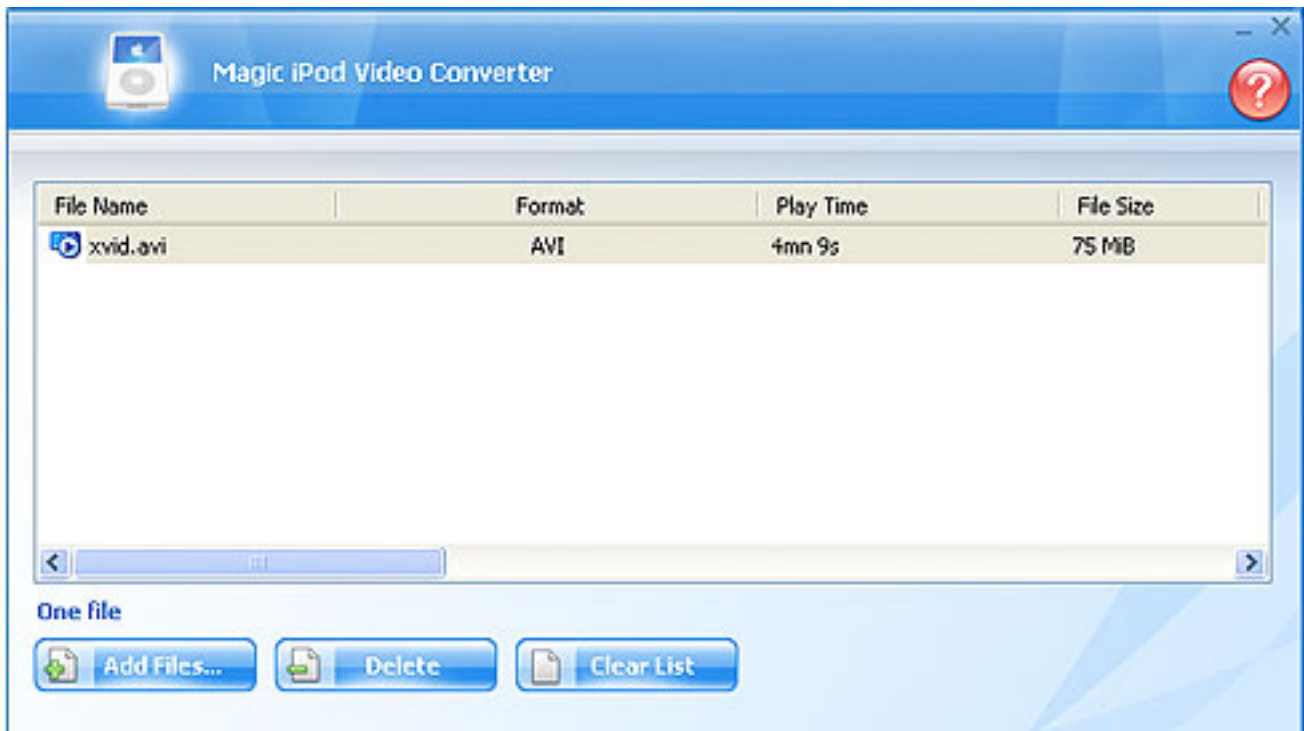 Magic iPod Video Converter
File Name Format Play Time File Size
xvid.avi AVI 4mn 9s 75 MiB
One file
Add Files... Delete Clear List